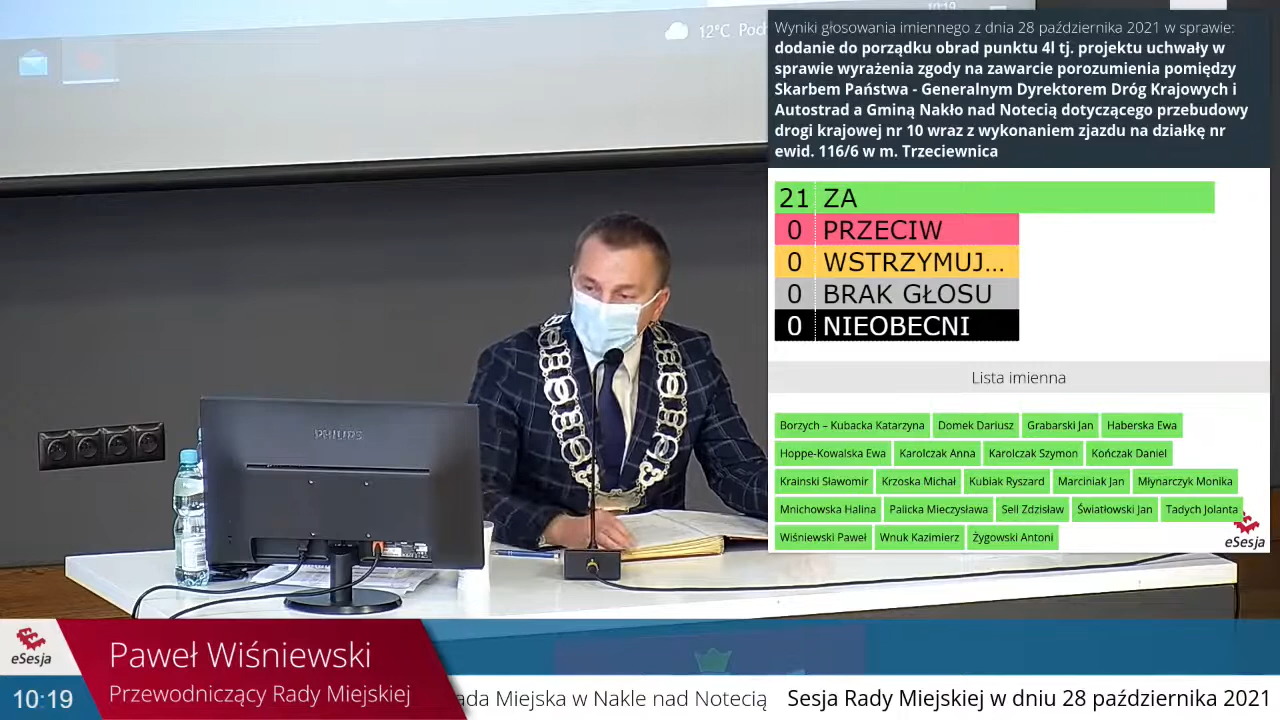 10:19
12°C Poch
Wyniki głosowania imiennego z dnia 28 października 2021 w sprawie:
dodanie do porządku obrad punktu 4l tj. projektu uchwały w
sprawie wyrażenia zgody na zawarcie porozumienia pomiędzy
Skarbem Państwa - Generalnym Dyrektorem Dróg Krajowych i
Autostrad a Gminą Nakło nad Notecią dotyczącego przebudowy
drogi krajowej nr 10 wraz z wykonaniem zjazdu na działkę nr
ewid. 116/6 w m. Trzeciewnica
21 ZA
0 PRZECIW
0 WSTRZYMUJ...
0 BRAK GŁOSU
0 NIEOBECNI
Lista imienna
Borzych – Kubacka Katarzyna Domek Dariusz Grabarski Jan Haberska Ewa
Hoppe-Kowalska Ewa Karolczak Anna Karolczak Szymon Kończak Daniel
Krainski Sławomir Krzoska Michał Kubiak Ryszard Marciniak Jan Młynarczyk Monika
Mnichowska Halina Palicka Mieczysława Sell Zdzisław Światłowski Jan Tadych Jolanta
Wiśniewski Paweł Wnuk Kazimierz Żygowski Antoni
eSesja
PHILIPS
eSesja
Paweł Wiśniewski
Przewodniczący Rady Miejskiej
10:19
ada Miejska w Nakle nad Notecią Sesja Rady Miejskiej w dniu 28 października 2021